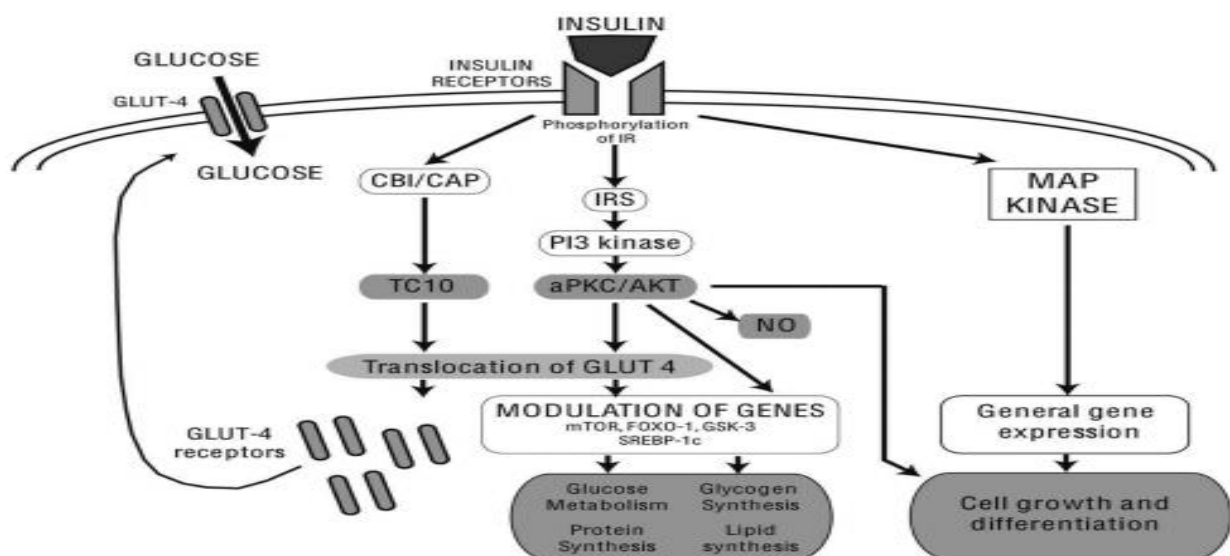 INSULIN
GLUCOSE
INSULIN
RECEPTORS
GLUT-4
Phosphorylation
of IR
GLUCOSE
CBI/CAP
MAP
KINASE
IRS
PI3 kinase
TC10
aPKC/AKT
NO
Translocation of GLUT 4
MODULATION OF GENES
mTOR, FOXO-1, GSK-3
SREBP-1c
General gene
expression
GLUT-4
receptors
Glucose
Metabolism
Glycogen
Synthesis
Protein
Synthesis
Lipid
synthesis
Cell growth and
differentiation